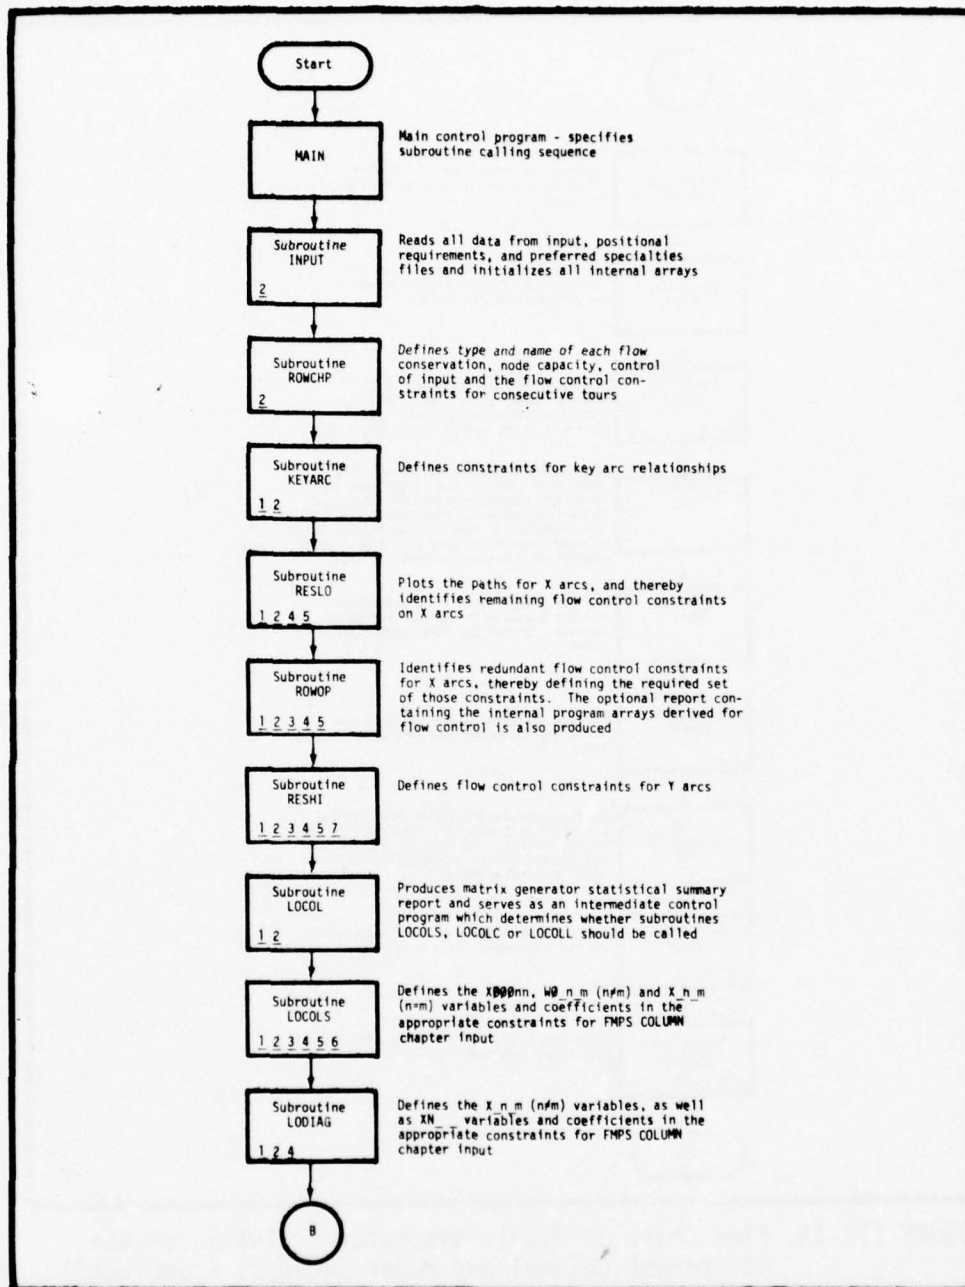 Start
MAIN
Main control program - specifies
subroutine calling sequence
Subroutine
INPUT
2
Reads all data from input, positional
requirements, and preferred specialties
files and initializes all internal arrays
Subroutine
ROWCHP
2
Defines type and name of each flow
conservation, node capacity, control
of input and the flow control con-
straints for consecutive tours
Subroutine
KEYARC
1 2
Defines constraints for key arc relationships
Subroutine
RESLO
1 2 4 5
Plots the paths for X arcs, and thereby
identifies remaining flow control constraints
on X arcs
Subroutine
ROWOP
1 2 3 4 5
Identifies redundant flow control constraints
for X arcs, thereby defining the required set
of those constraints. The optional report con-
taining the internal program arrays derived for
flow control is also produced
Subroutine
RESHI
1 2 3 4 5 7
Defines flow control constraints for Y arcs
Subroutine
LOCOL
1 2
Produces matrix generator statistical summary
report and serves as an intermediate control
program which determines whether subroutines
LOCOLS, LOCOLC or LOCOLL should be called
Subroutine
LOCOLS
1 2 3 4 5 6
Defines the XØØØnn, WØ_n_m (n≠m) and X_n_m
(n=m) variables and coefficients in the
appropriate constraints for FMPS COLUMN
chapter input
Subroutine
LODIAG
1 2 4
Defines the X_n_m (n≠m) variables, as well
as XN_ _ variables and coefficients in the
appropriate constraints for FMPS COLUMN
chapter input
B